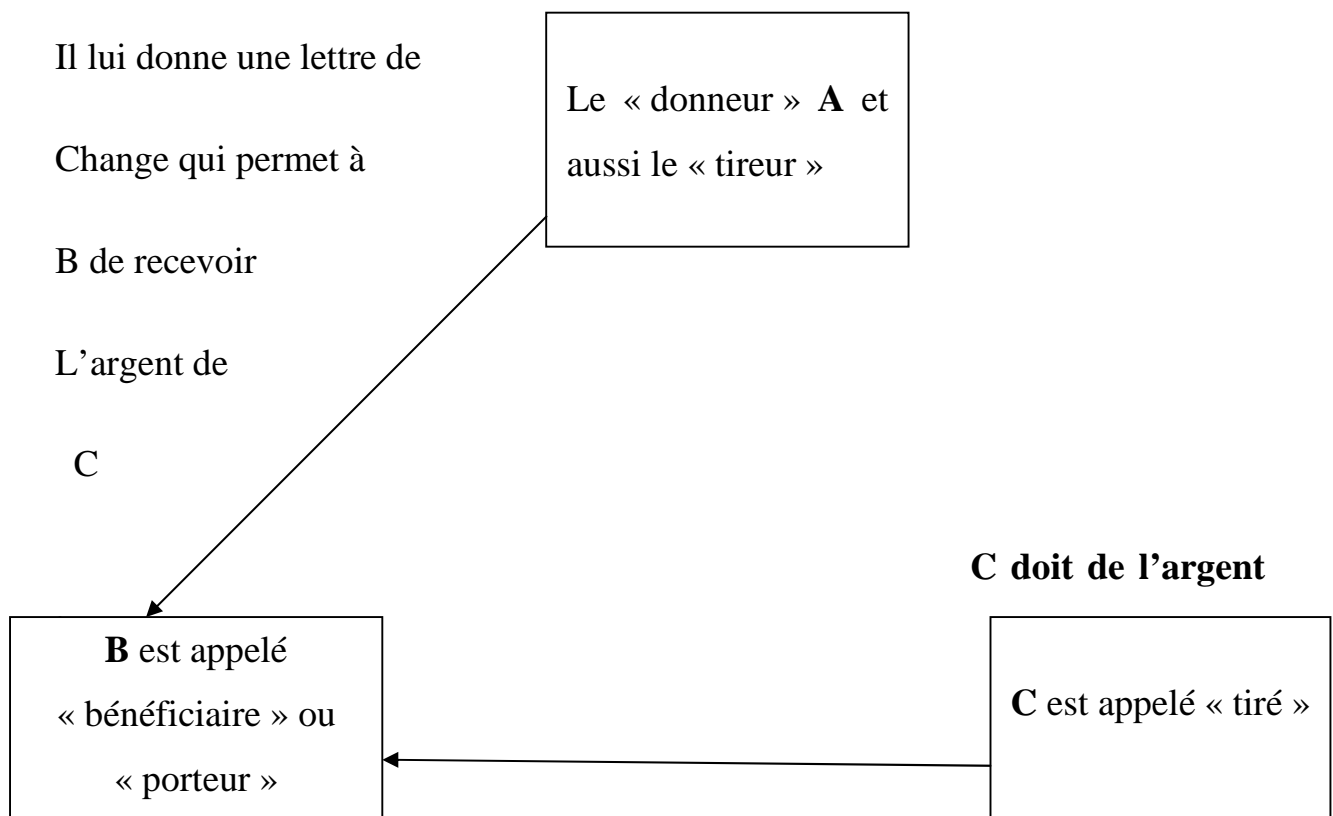 Il lui donne une lettre de
Change qui permet à
B de recevoir
L’argent de
C
Le « donneur » A et
aussi le « tireur »
C doit de l’argent
B est appelé
« bénéficiaire » ou
« porteur »
C est appelé « tiré »